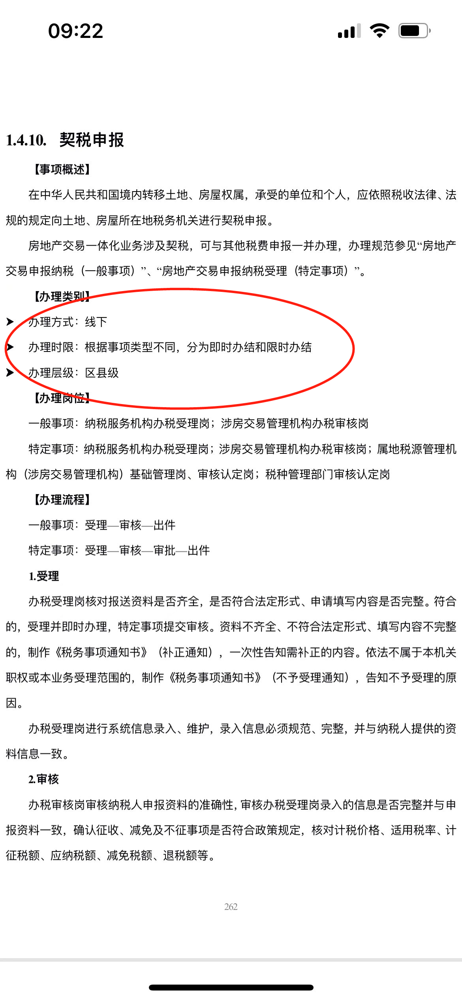 09:22
1.4.10. 契税申报
【事项概述】
在中华人民共和国境内转移土地、房屋权属，承受的单位和个人，应依照税收法律、法
规的规定向土地、房屋所在地税务机关进行契税申报。
房地产交易一体化业务涉及契税，可与其他税费申报一并办理，办理规范参见“房地产
交易申报纳税（一般事项）”、“房地产交易申报纳税受理（特定事项）”。
【办理类别】
➤ 办理方式：线下
➤ 办理时限：根据事项类型不同，分为即时办结和限时办结
➤ 办理层级：区县级
【办理岗位】
一般事项：纳税服务机构办税受理岗；涉房交易管理机构办税审核岗
特定事项：纳税服务机构办税受理岗；涉房交易管理机构办税审核岗；属地税源管理机
构（涉房交易管理机构）基础管理岗、审核认定岗；税种管理部门审核认定岗
【办理流程】
一般事项：受理—审核—出件
特定事项：受理—审核—审批—出件
1.受理
办税受理岗核对报送资料是否齐全，是否符合法定形式、申请填写内容是否完整。符合
的，受理并即时办理，特定事项提交审核。资料不齐全、不符合法定形式、填写内容不完整
的，制作《税务事项通知书》（补正通知），一次性告知需补正的内容。依法不属于本机关
职权或本业务受理范围的，制作《税务事项通知书》（不予受理通知），告知不予受理的原
因。
办税受理岗进行系统信息录入、维护，录入信息必须规范、完整，并与纳税人提供的资
料信息一致。
2.审核
办税审核岗审核纳税人申报资料的准确性，审核办税受理岗录入的信息是否完整并与申
报资料一致，确认征收、减免及不征事项是否符合政策规定，核对计税价格、适用税率、计
征税额、应纳税额、减免税额、退税额等。
262